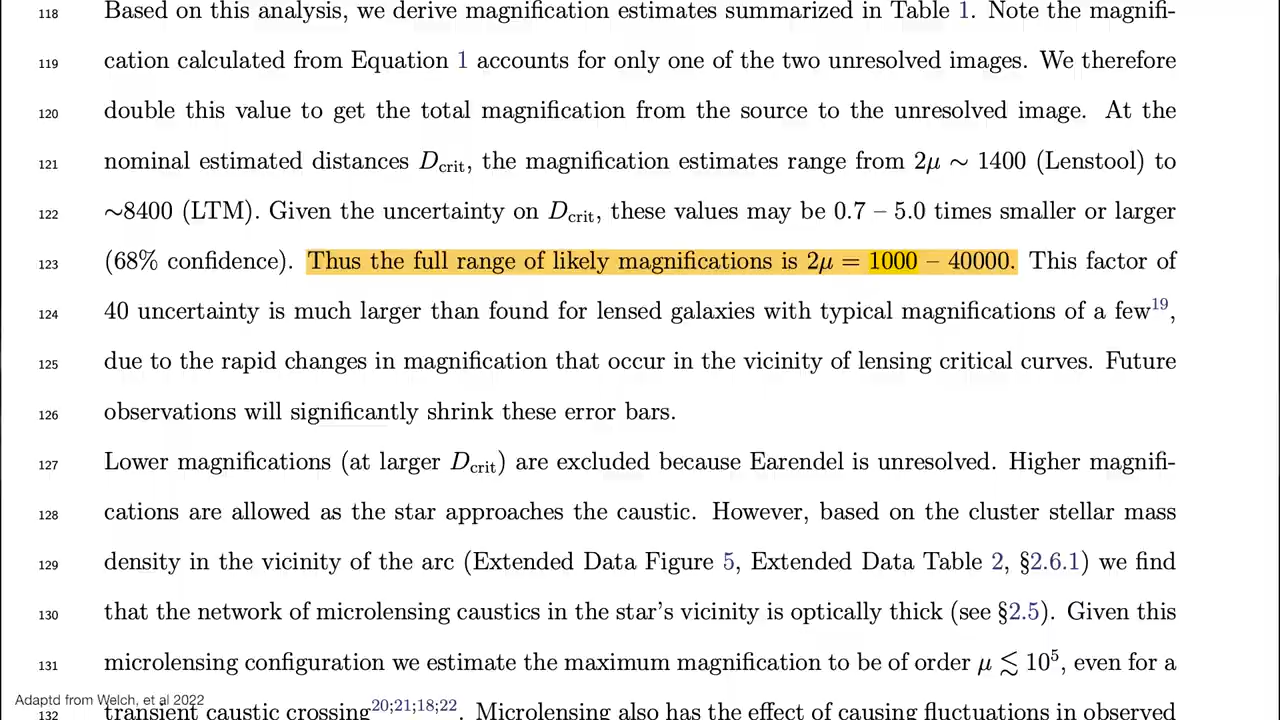 118 Based on this analysis, we derive magnification estimates summarized in Table 1. Note the magnifi-
119 cation calculated from Equation 1 accounts for only one of the two unresolved images. We therefore
120 double this value to get the total magnification from the source to the unresolved image. At the
121 nominal estimated distances D_crit, the magnification estimates range from 2μ ∼ 1400 (Lenstool) to
122 ∼8400 (LTM). Given the uncertainty on D_crit, these values may be 0.7 – 5.0 times smaller or larger
123 (68% confidence). Thus the full range of likely magnifications is 2μ = 1000 – 40000. This factor of
124 40 uncertainty is much larger than found for lensed galaxies with typical magnifications of a few19,
125 due to the rapid changes in magnification that occur in the vicinity of lensing critical curves. Future
126 observations will significantly shrink these error bars.
127 Lower magnifications (at larger D_crit) are excluded because Earendel is unresolved. Higher magnifi-
128 cations are allowed as the star approaches the caustic. However, based on the cluster stellar mass
129 density in the vicinity of the arc (Extended Data Figure 5, Extended Data Table 2, §2.6.1) we find
130 that the network of microlensing caustics in the star's vicinity is optically thick (see §2.5). Given this
131 microlensing configuration we estimate the maximum magnification to be of order μ ≲ 10^5, even for a
Adaptd from Welch, et al 2022
132 transient caustic crossing20;21;18;22. Microlensing also has the effect of causing fluctuations in observed